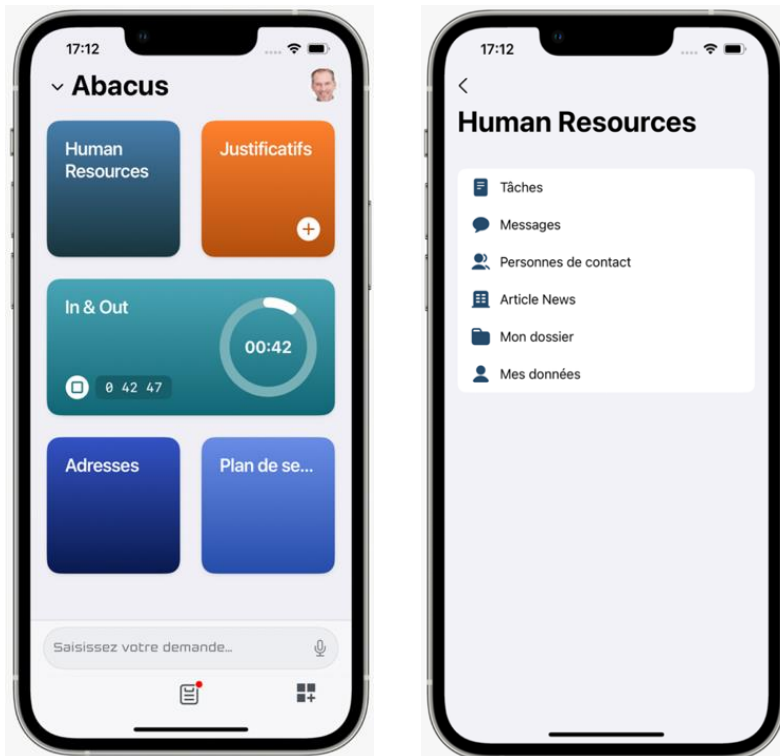 17:12
Abacus
Human
Resources
Justificatifs
In & Out
00:42
0 42 47
Adresses
Plan de se...
Saisissez votre demande...
17:12
Human Resources
Tâches
Messages
Personnes de contact
Article News
Mon dossier
Mes données